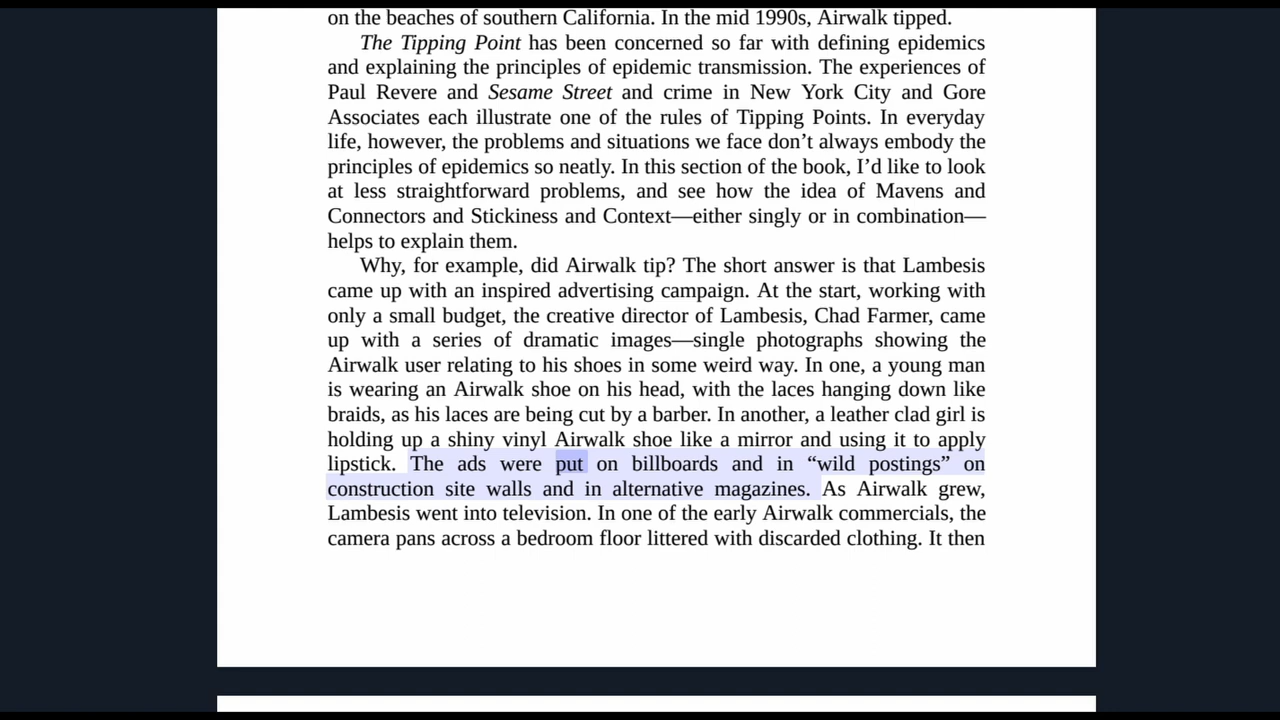 on the beaches of southern California. In the mid 1990s, Airwalk tipped.
The Tipping Point has been concerned so far with defining epidemics
and explaining the principles of epidemic transmission. The experiences of
Paul Revere and Sesame Street and crime in New York City and Gore
Associates each illustrate one of the rules of Tipping Points. In everyday
life, however, the problems and situations we face don’t always embody the
principles of epidemics so neatly. In this section of the book, I’d like to look
at less straightforward problems, and see how the idea of Mavens and
Connectors and Stickiness and Context—either singly or in combination—
helps to explain them.
Why, for example, did Airwalk tip? The short answer is that Lambesis
came up with an inspired advertising campaign. At the start, working with
only a small budget, the creative director of Lambesis, Chad Farmer, came
up with a series of dramatic images—single photographs showing the
Airwalk user relating to his shoes in some weird way. In one, a young man
is wearing an Airwalk shoe on his head, with the laces hanging down like
braids, as his laces are being cut by a barber. In another, a leather clad girl is
holding up a shiny vinyl Airwalk shoe like a mirror and using it to apply
lipstick. The ads were put on billboards and in “wild postings” on
construction site walls and in alternative magazines. As Airwalk grew,
Lambesis went into television. In one of the early Airwalk commercials, the
camera pans across a bedroom floor littered with discarded clothing. It then